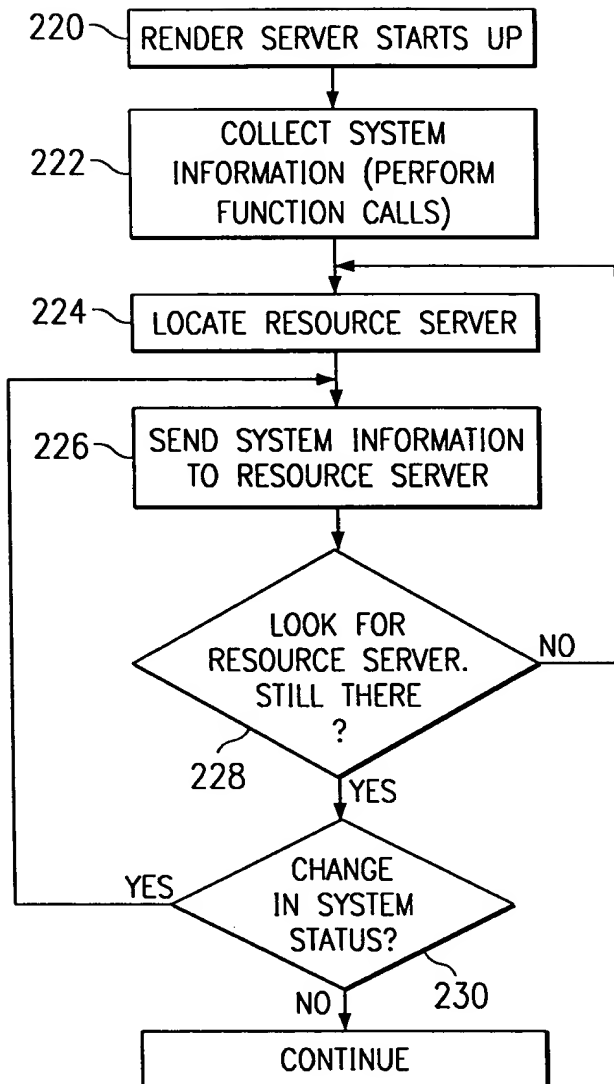 220
RENDER SERVER STARTS UP
222
COLLECT SYSTEM
INFORMATION (PERFORM
FUNCTION CALLS)
224
LOCATE RESOURCE SERVER
226
SEND SYSTEM INFORMATION
TO RESOURCE SERVER
LOOK FOR
RESOURCE SERVER.
STILL THERE
?
NO
228
YES
CHANGE
IN SYSTEM
STATUS?
YES
230
NO
CONTINUE